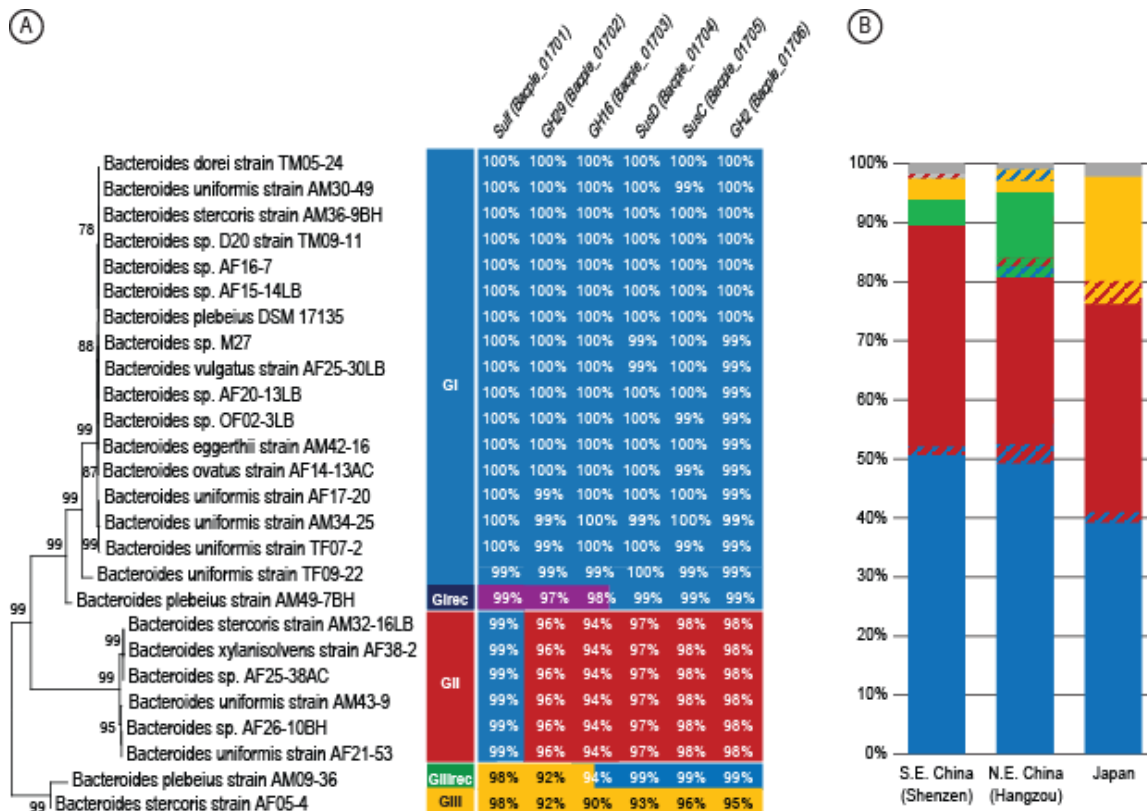 A
B
Sulf (Bacple_01701)
GH29 (Bacple_01702)
GH16 (Bacple_01703)
SusD (Bacple_01704)
SusC (Bacple_01705)
GH2 (Bacple_01706)
Bacteroides dorei strain TM05-24 100% 100% 100% 100% 100% 100%
Bacteroides uniformis strain AM30-49 100% 100% 100% 100% 99% 100%
Bacteroides stercoris strain AM36-9BH 100% 100% 100% 100% 100% 100%
78
Bacteroides sp. D20 strain TM09-11 100% 100% 100% 100% 100% 100%
Bacteroides sp. AF16-7 100% 100% 100% 100% 100% 100%
Bacteroides sp. AF15-14LB 100% 100% 100% 100% 100% 100%
Bacteroides plebeius DSM 17135 100% 100% 100% 100% 100% 100%
88
Bacteroides sp. M27 100% 100% 100% 99% 100% 99%
Bacteroides vulgatus strain AF25-30LB 100% 100% 100% 99% 100% 99%
GI
Bacteroides sp. AF20-13LB 100% 100% 100% 100% 100% 99%
Bacteroides sp. OF02-3LB 100% 100% 100% 100% 99% 99%
99
Bacteroides eggerthii strain AM42-16 100% 100% 100% 100% 100% 99%
87
Bacteroides ovatus strain AF14-13AC 100% 100% 100% 100% 99% 99%
99
Bacteroides uniformis strain AF17-20 100% 99% 100% 100% 100% 99%
Bacteroides uniformis strain AM34-25 100% 99% 100% 99% 100% 99%
99 99
Bacteroides uniformis strain TF07-2 100% 99% 100% 100% 99% 99%
Bacteroides uniformis strain TF09-22 99% 99% 99% 100% 99% 99%
Bacteroides plebeius strain AM49-7BH GIrec 99% 97% 98% 99% 99% 99%
99
Bacteroides stercoris strain AM32-16LB 99% 96% 94% 97% 98% 98%
99
Bacteroides xylanisolvens strain AF38-2 99% 96% 94% 97% 98% 98%
99
Bacteroides sp. AF25-38AC 99% 96% 94% 97% 98% 98%
GII
Bacteroides uniformis strain AM43-9 99% 96% 94% 97% 98% 98%
95
Bacteroides sp. AF26-10BH 99% 96% 94% 97% 98% 98%
Bacteroides uniformis strain AF21-53 99% 96% 94% 97% 98% 98%
Bacteroides plebeius strain AM09-36 GIIIrec 98% 92% 94% 99% 99% 99%
99
Bacteroides stercoris strain AF05-4 GIII 98% 92% 90% 93% 96% 95%
100%
90%
80%
70%
60%
50%
40%
30%
20%
10%
0%
S.E. China
(Shenzen)
N.E. China
(Hangzou)
Japan